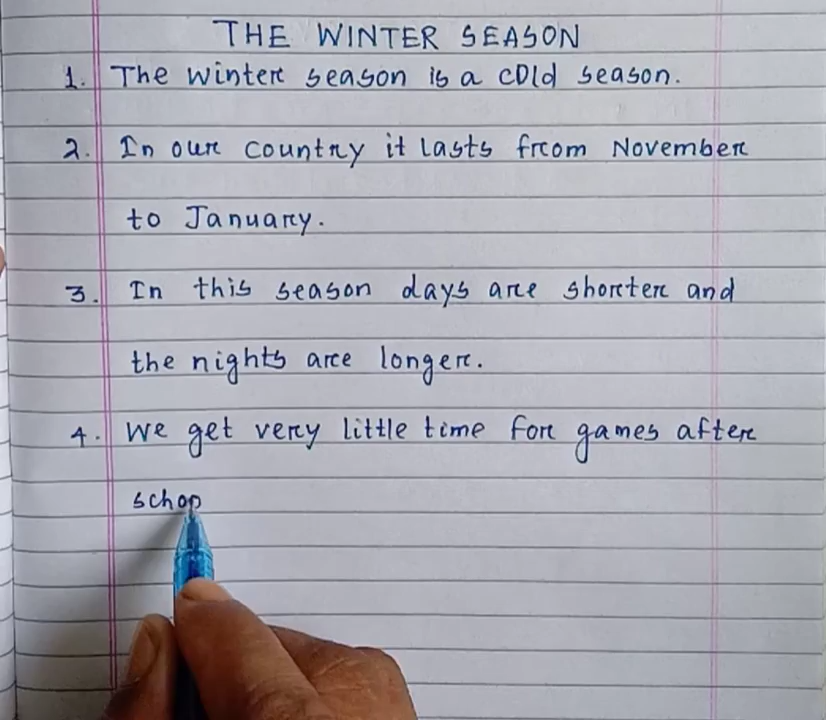 THE WINTER SEASON
1. The winter season is a cold season.
2. In our country it lasts from November
to January.
3. In this season days are shorter and
the nights are longer.
4. We get very little time for games after
schoo